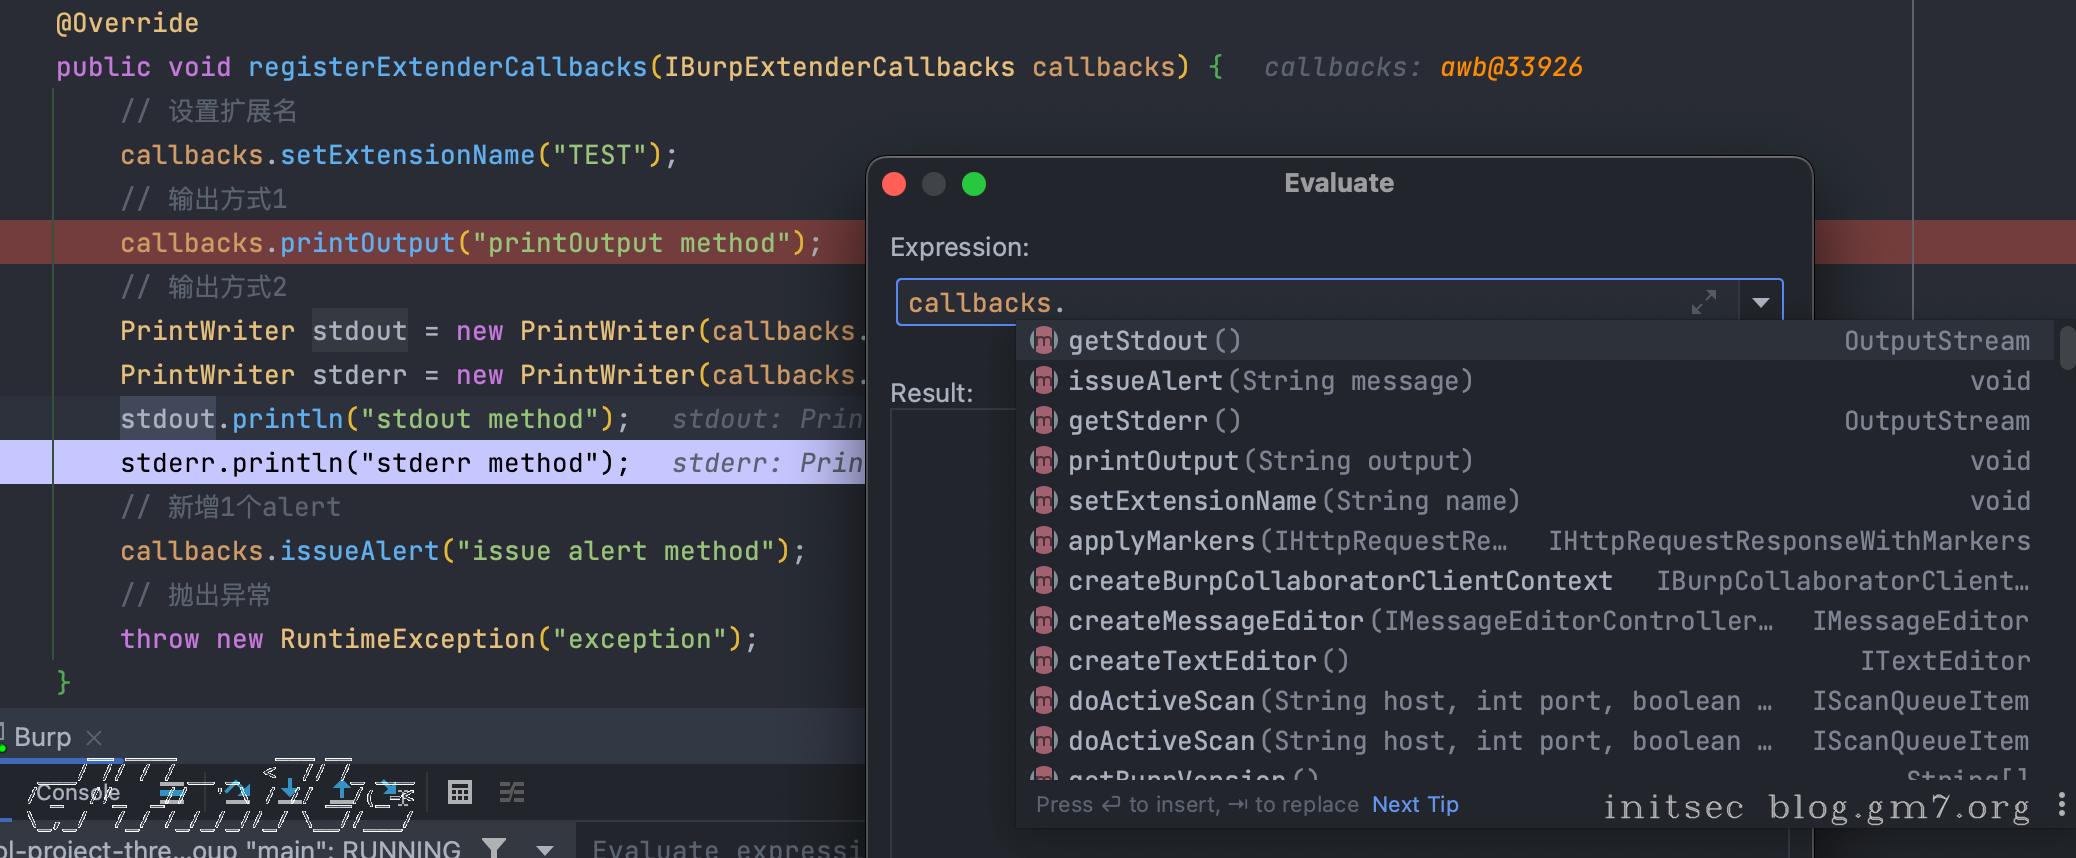 @Override
public void registerExtenderCallbacks(IBurpExtenderCallbacks callbacks) { callbacks: awb@33926
// 设置扩展名
callbacks.setExtensionName("TEST");
// 输出方式1
callbacks.printOutput("printOutput method");
// 输出方式2
PrintWriter stdout = new PrintWriter(callbacks.
PrintWriter stderr = new PrintWriter(callbacks.
stdout.println("stdout method"); stdout: Prin
stderr.println("stderr method"); stderr: Prin
// 新增1个alert
callbacks.issueAlert("issue alert method");
// 抛出异常
throw new RuntimeException("exception");
}
Evaluate
Expression:
callbacks.
Result:
getStdout() OutputStream
issueAlert(String message) void
getStderr() OutputStream
printOutput(String output) void
setExtensionName(String name) void
applyMarkers(IHttpRequestRe… IHttpRequestResponseWithMarkers
createBurpCollaboratorClientContext IBurpCollaboratorClient…
createMessageEditor(IMessageEditorController… IMessageEditor
createTextEditor() ITextEditor
doActiveScan(String host, int port, boolean … IScanQueueItem
doActiveScan(String host, int port, boolean … IScanQueueItem
getBurpVersion() String[]
Press ⏎ to insert, ⇥ to replace Next Tip
initsec blog.gm7.org
Burp
Console
ol-project-thre...oup "main": RUNNING
Evaluate expressi